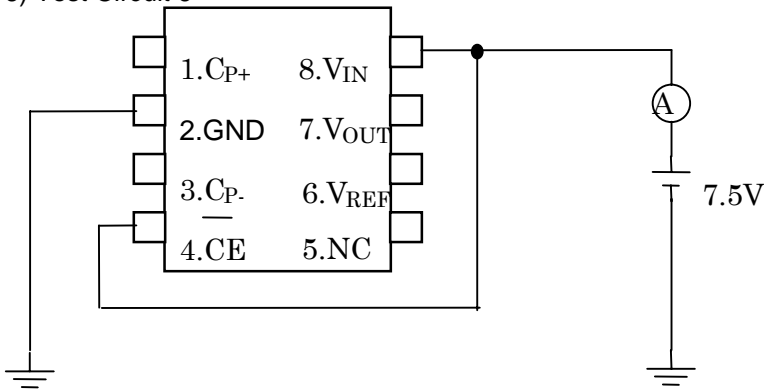 1.CP+ 8.VIN
2.GND 7.VOUT
A
3.CP- 6.VREF
7.5V
4.CE 5.NC